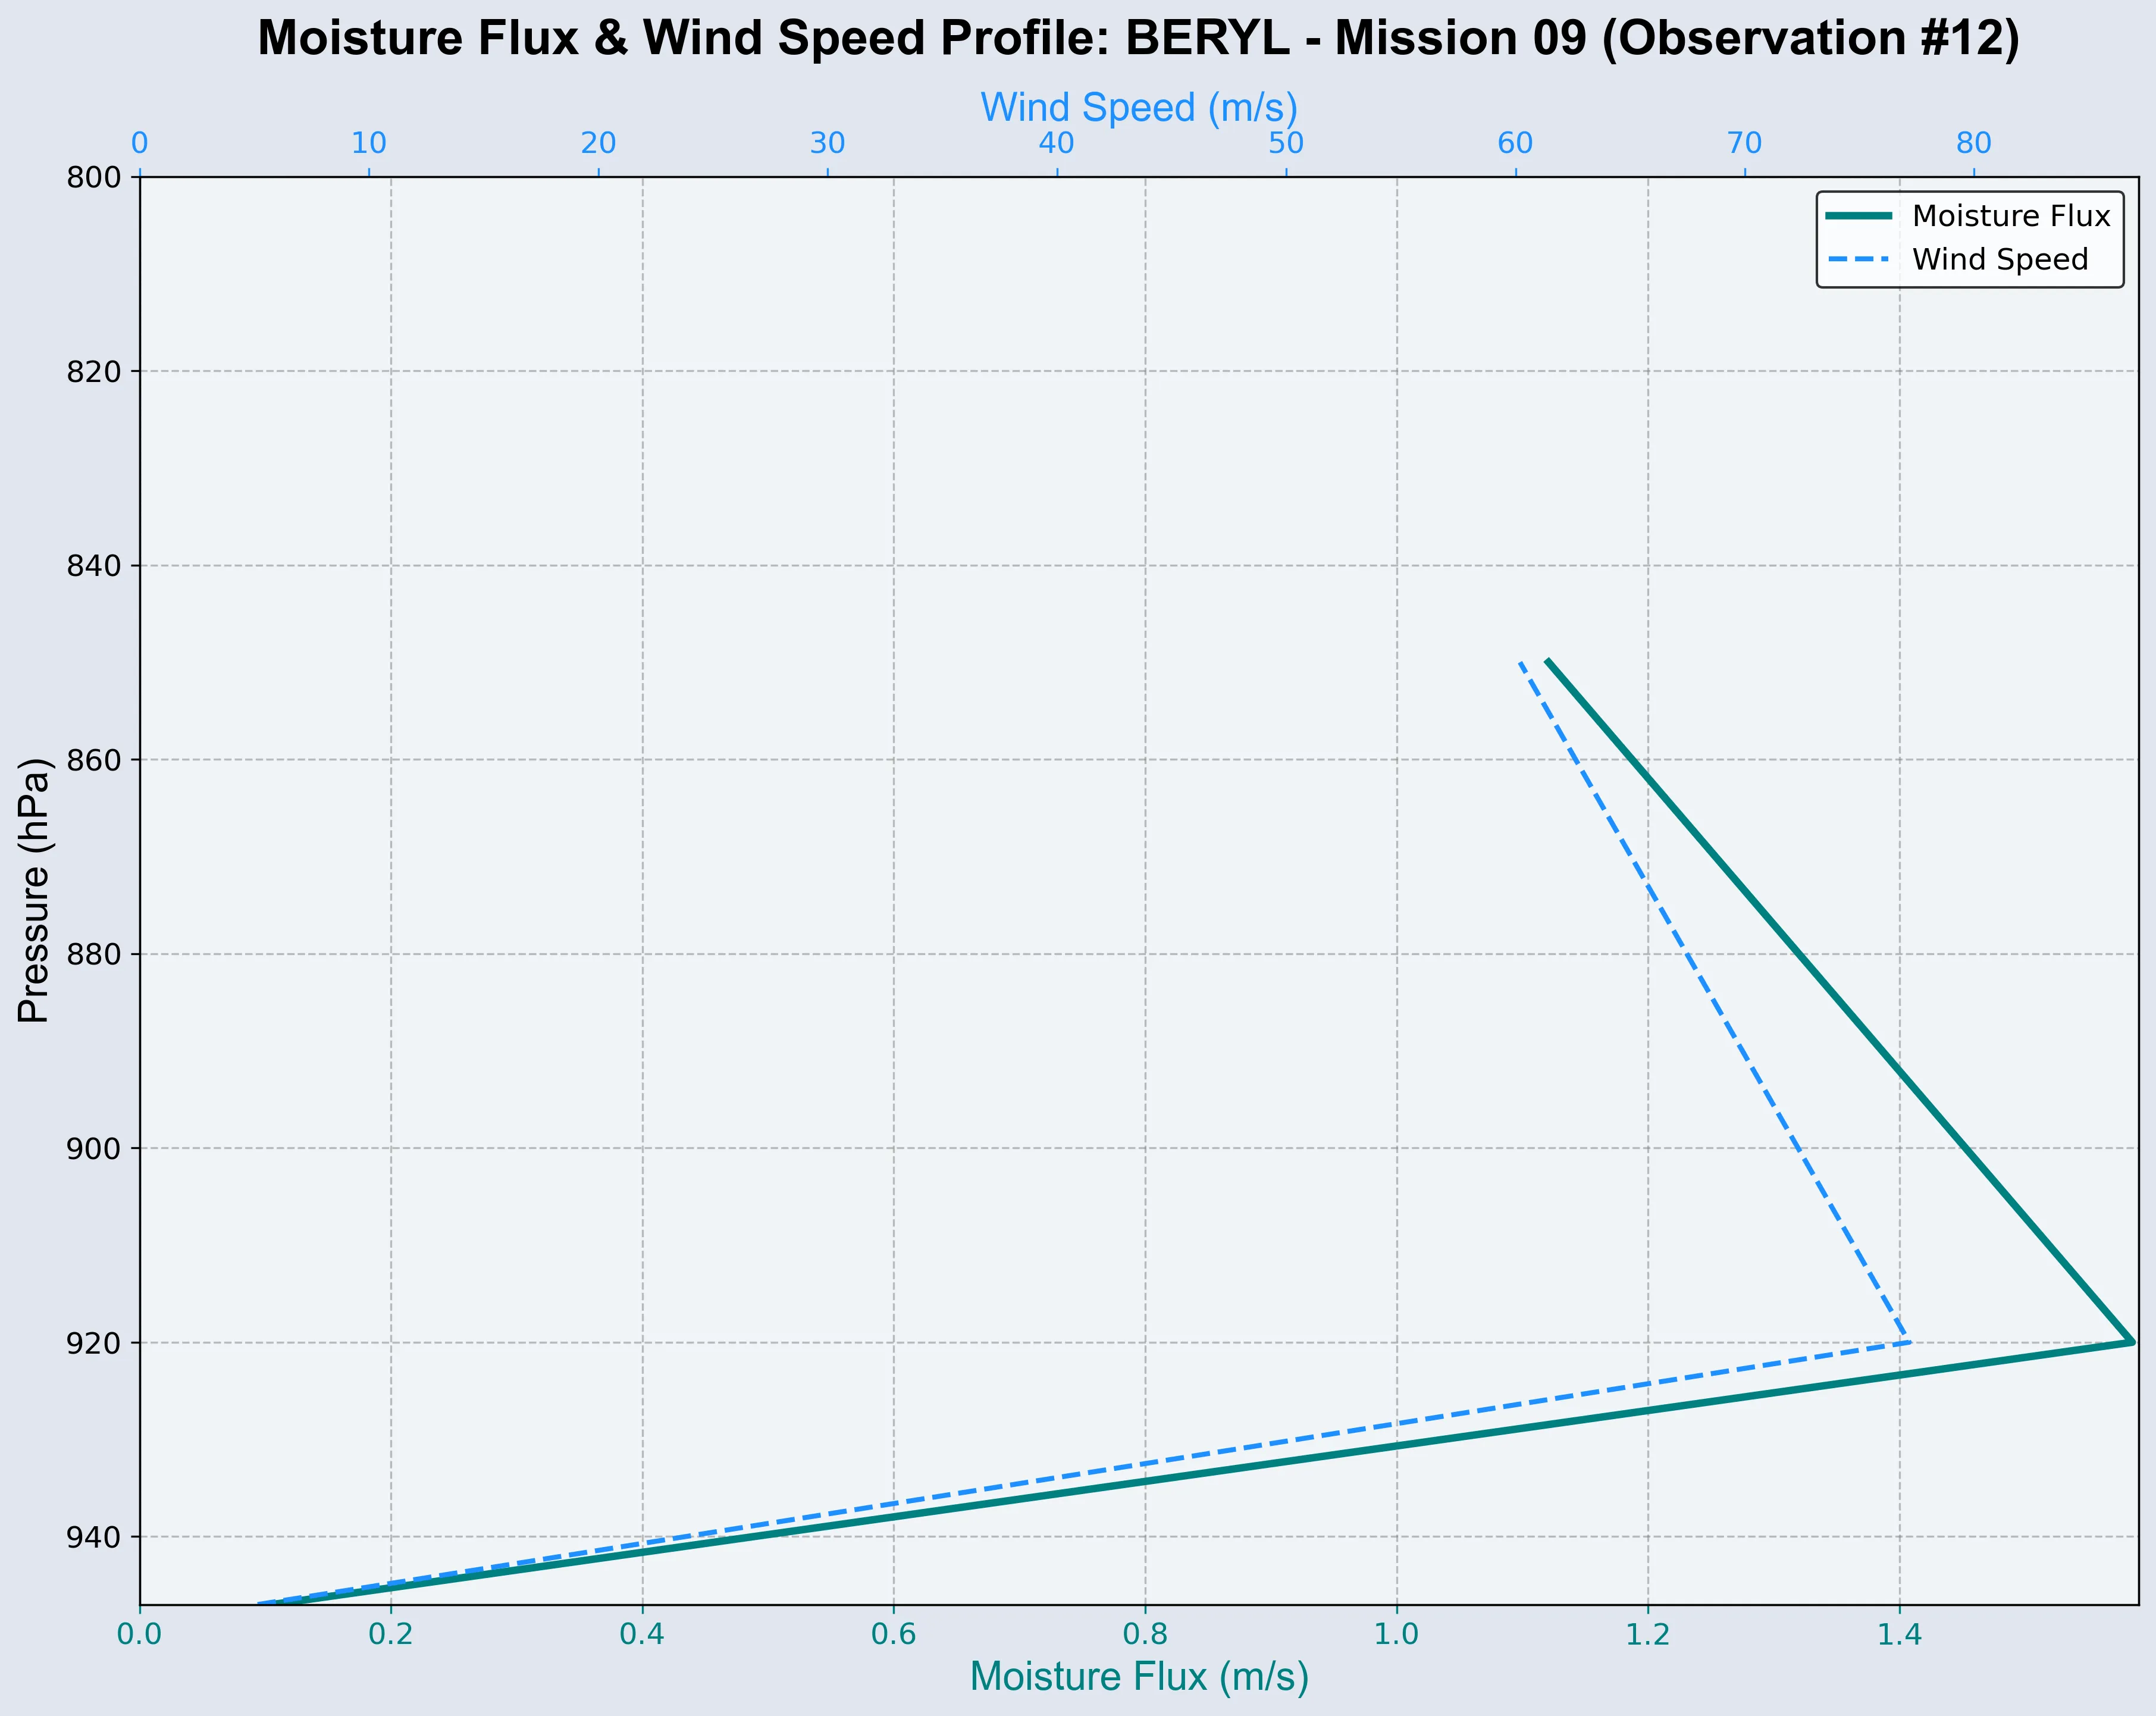 Moisture Flux & Wind Speed Profile: BERYL - Mission 09 (Observation #12)
Wind Speed (m/s)
0 10 20 30 40 50 60 70 80
Moisture Flux
Wind Speed
800
820
840
860
880
900
920
940
Pressure (hPa)
0.0 0.2 0.4 0.6 0.8 1.0 1.2 1.4
Moisture Flux (m/s)